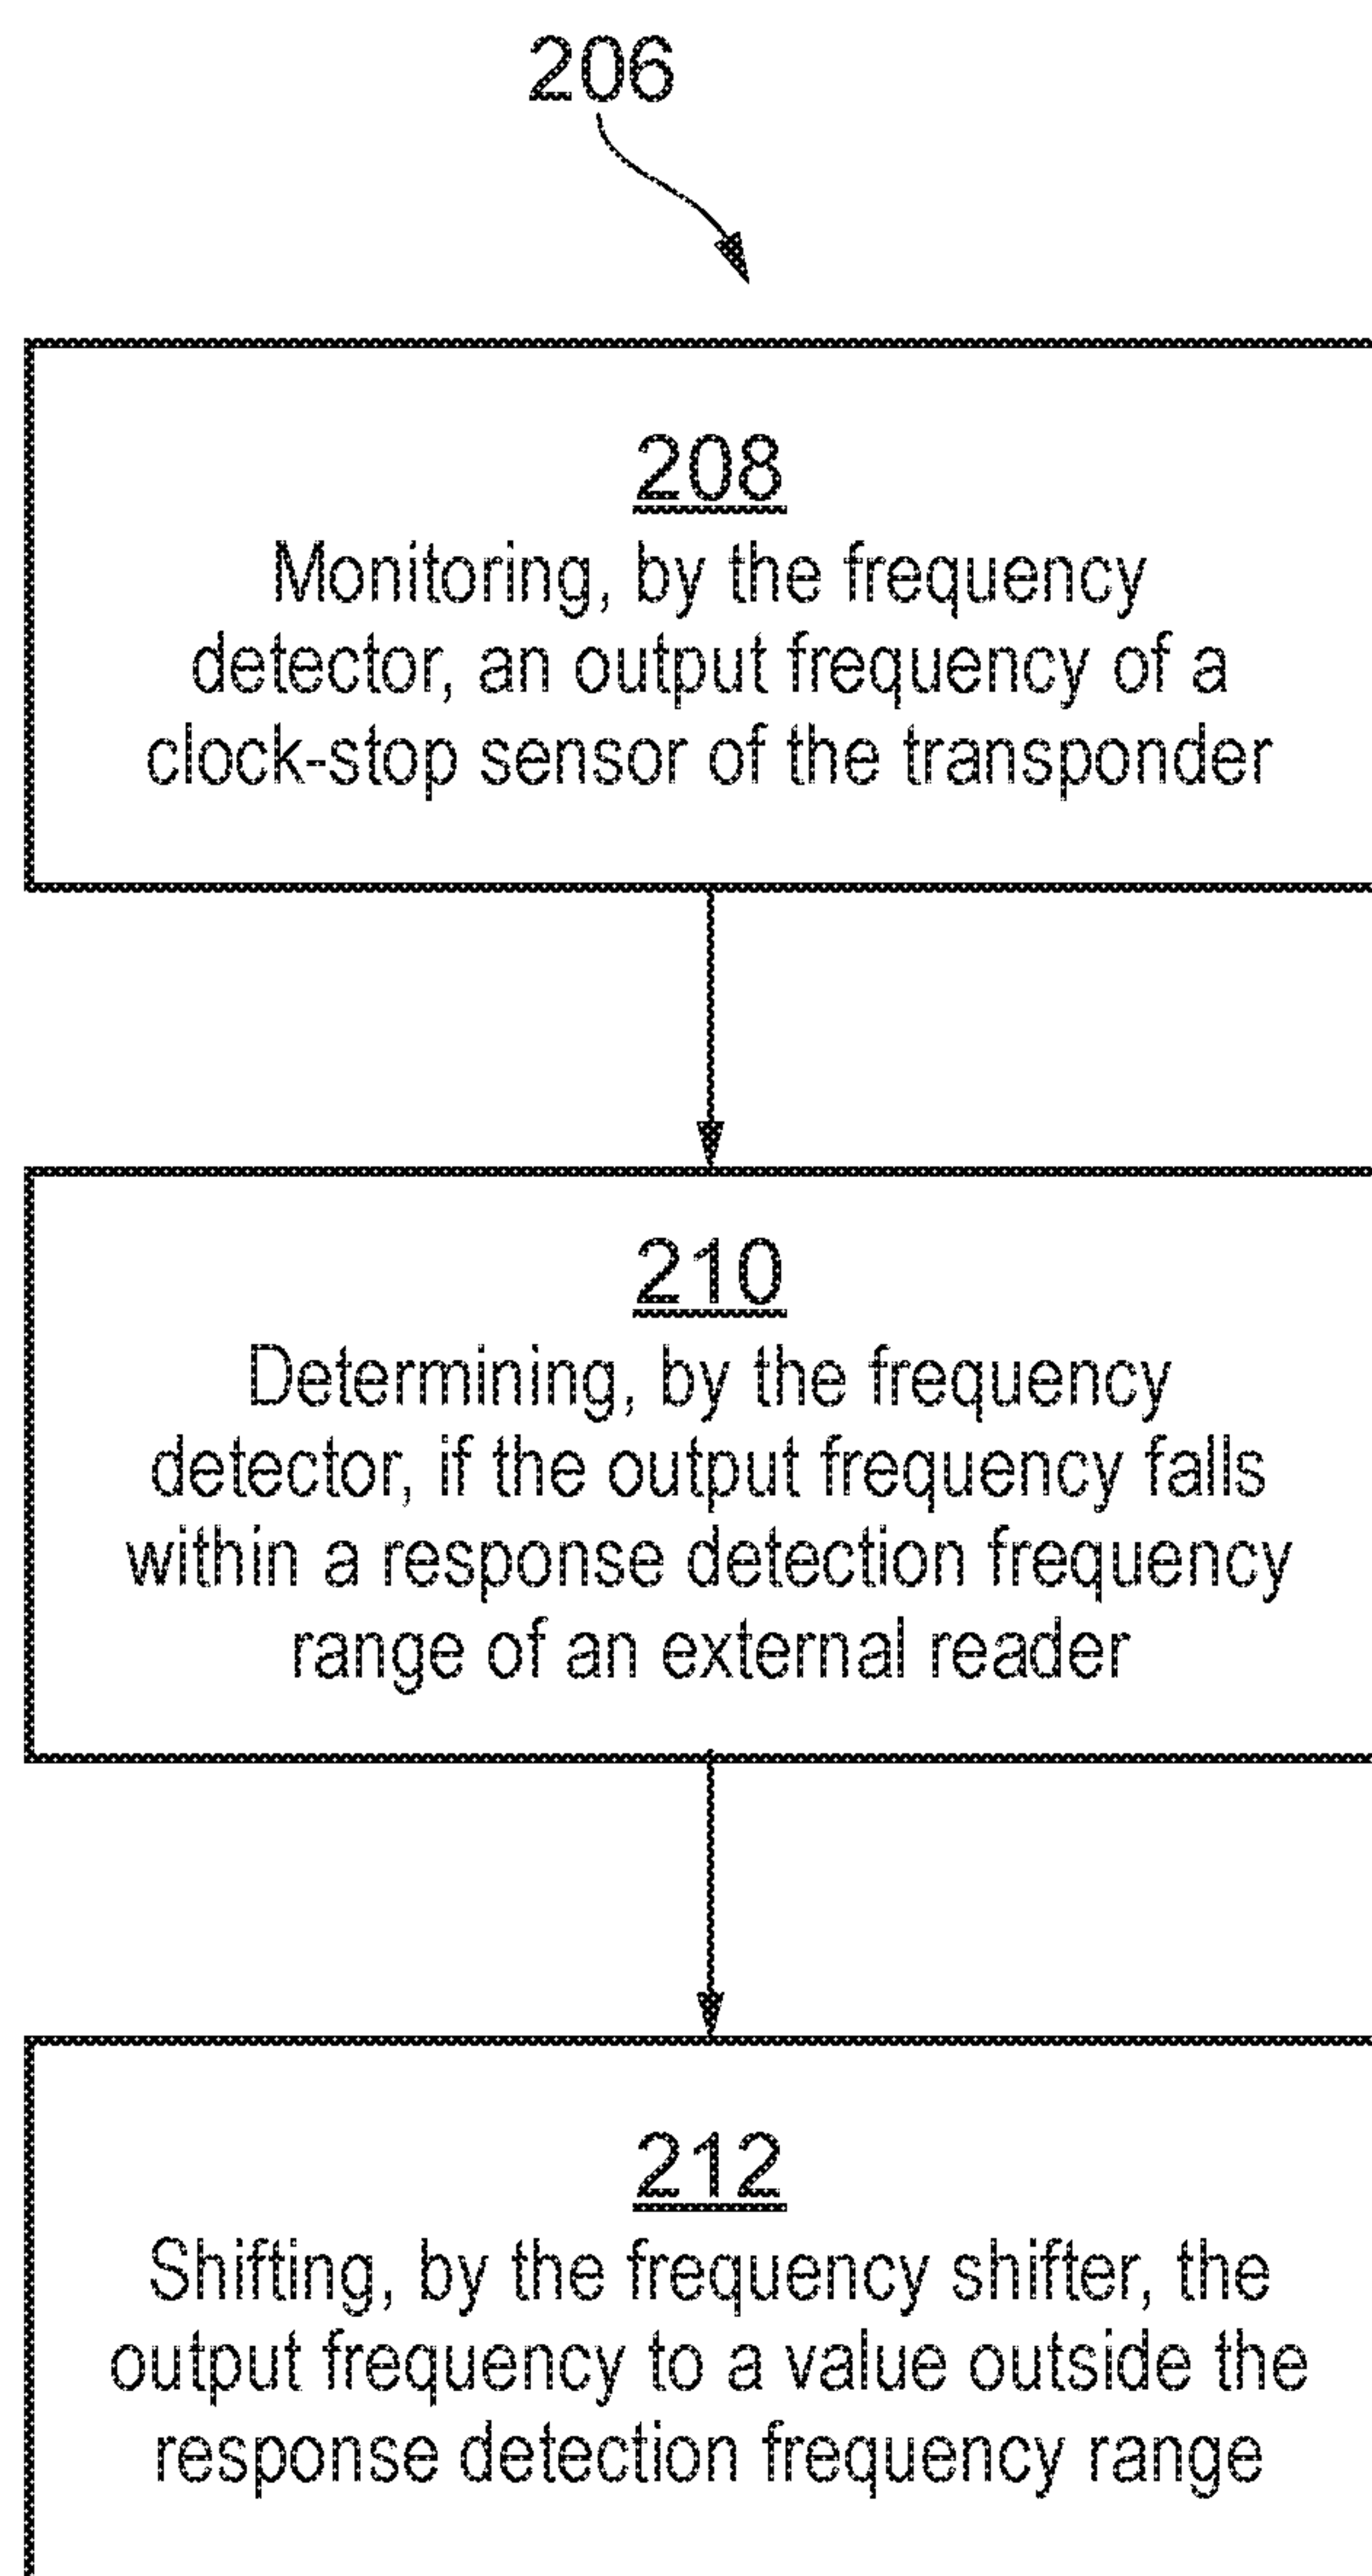 206
208
Monitoring, by the frequency
detector, an output frequency of a
clock-stop sensor of the transponder
210
Determining, by the frequency
detector, if the output frequency falls
within a response detection frequency
range of an external reader
212
Shifting, by the frequency shifter, the
output frequency to a value outside the
response detection frequency range